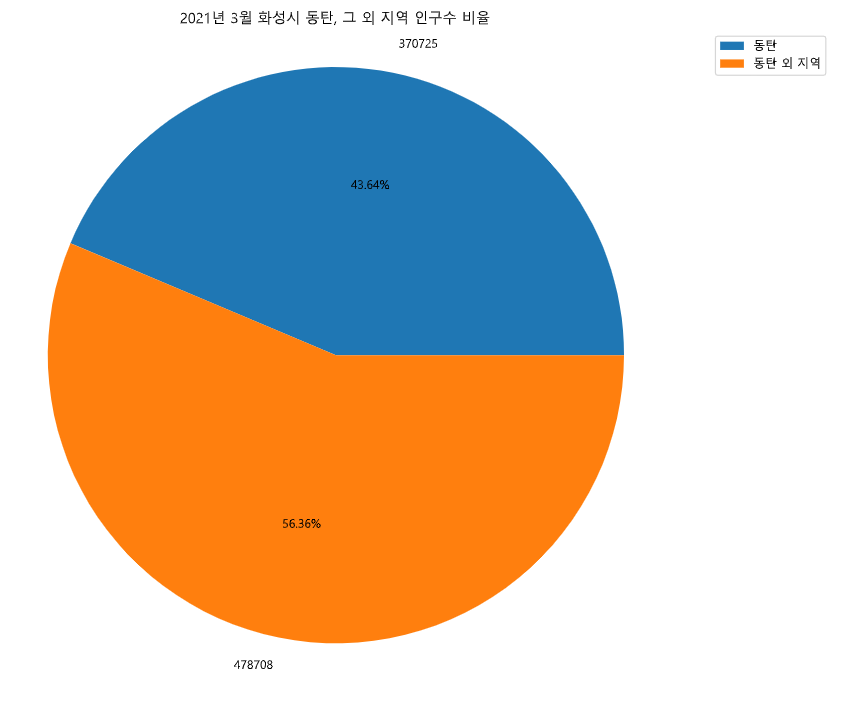 2021년 3월 화성시 동탄, 그 외 지역 인구수 비율
370725
동탄
동탄 외 지역
43.64%
56.36%
478708